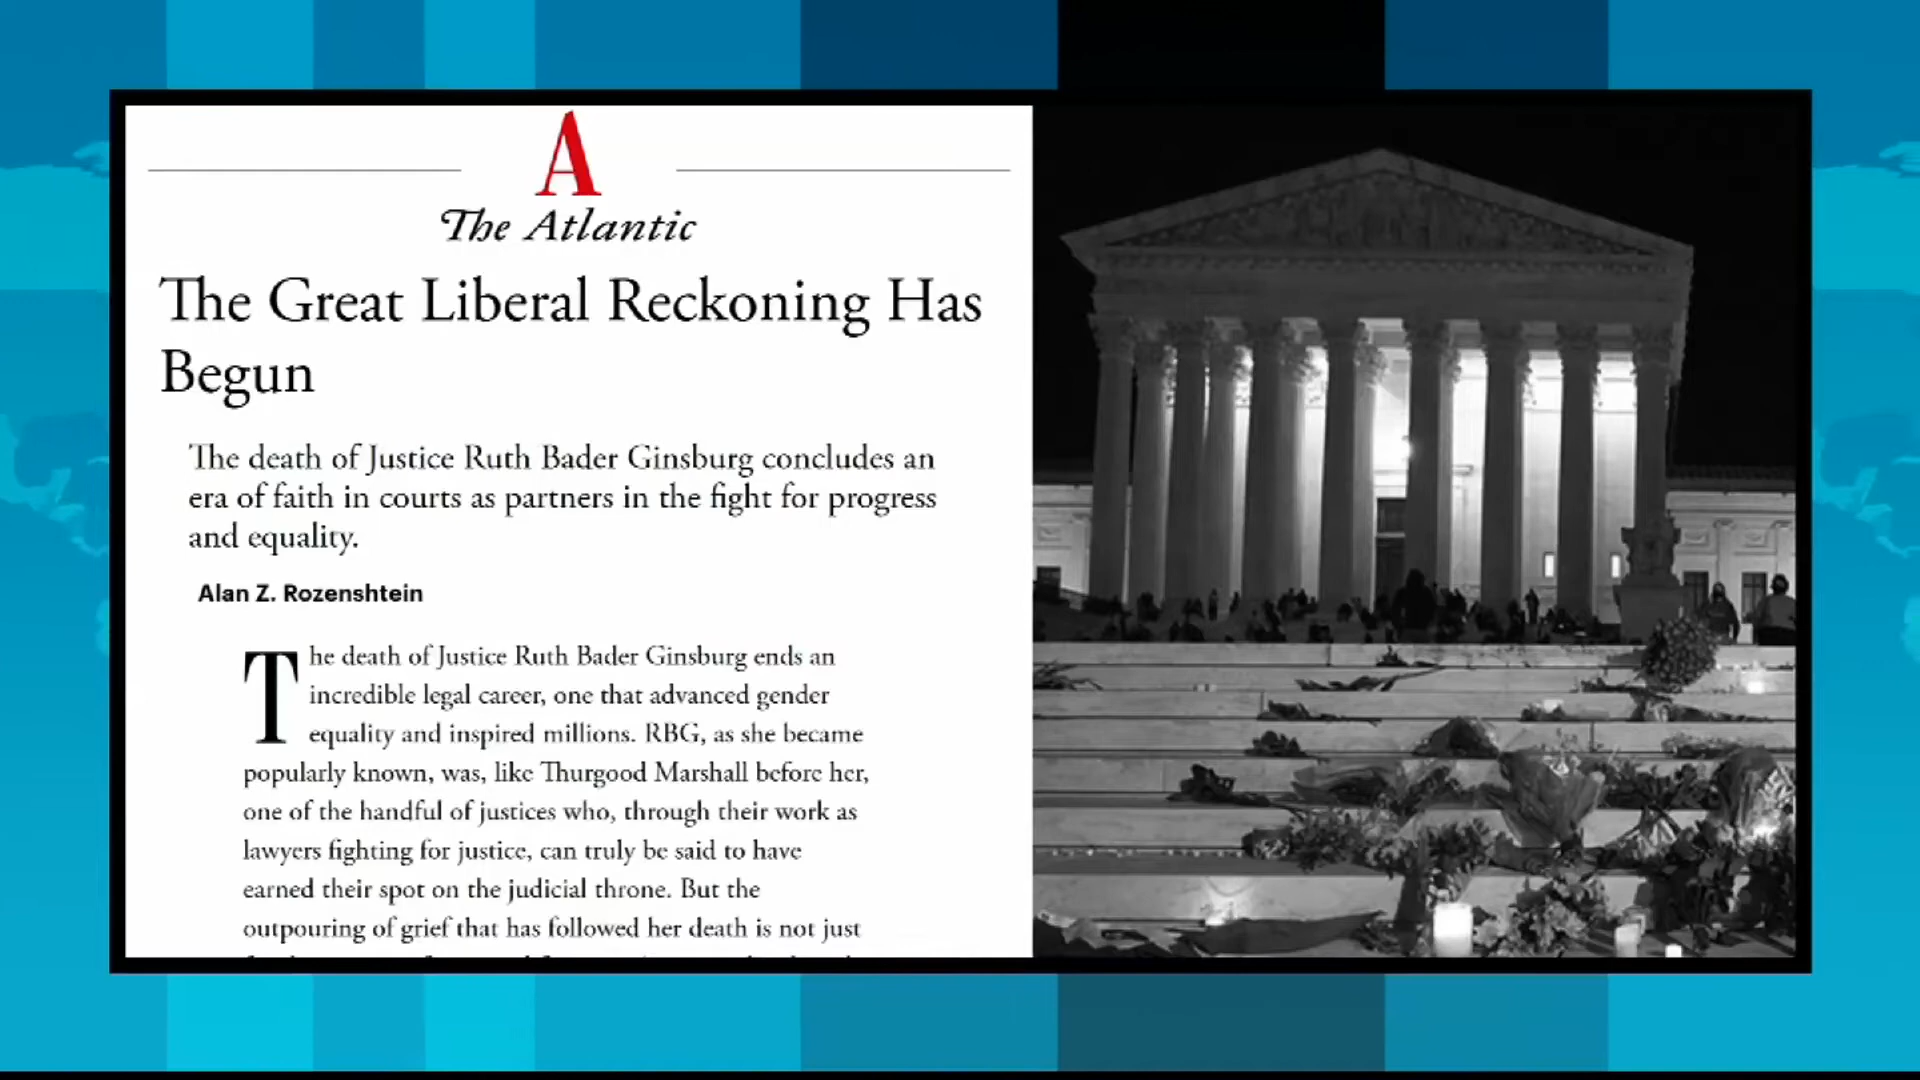 A
The Atlantic
The Great Liberal Reckoning Has
Begun
The death of Justice Ruth Bader Ginsburg concludes an
era of faith in courts as partners in the fight for progress
and equality.
Alan Z. Rozenshtein
The death of Justice Ruth Bader Ginsburg ends an
incredible legal career, one that advanced gender
equality and inspired millions. RBG, as she became
popularly known, was, like Thurgood Marshall before her,
one of the handful of justices who, through their work as
lawyers fighting for justice, can truly be said to have
earned their spot on the judicial throne. But the
outpouring of grief that has followed her death is not just